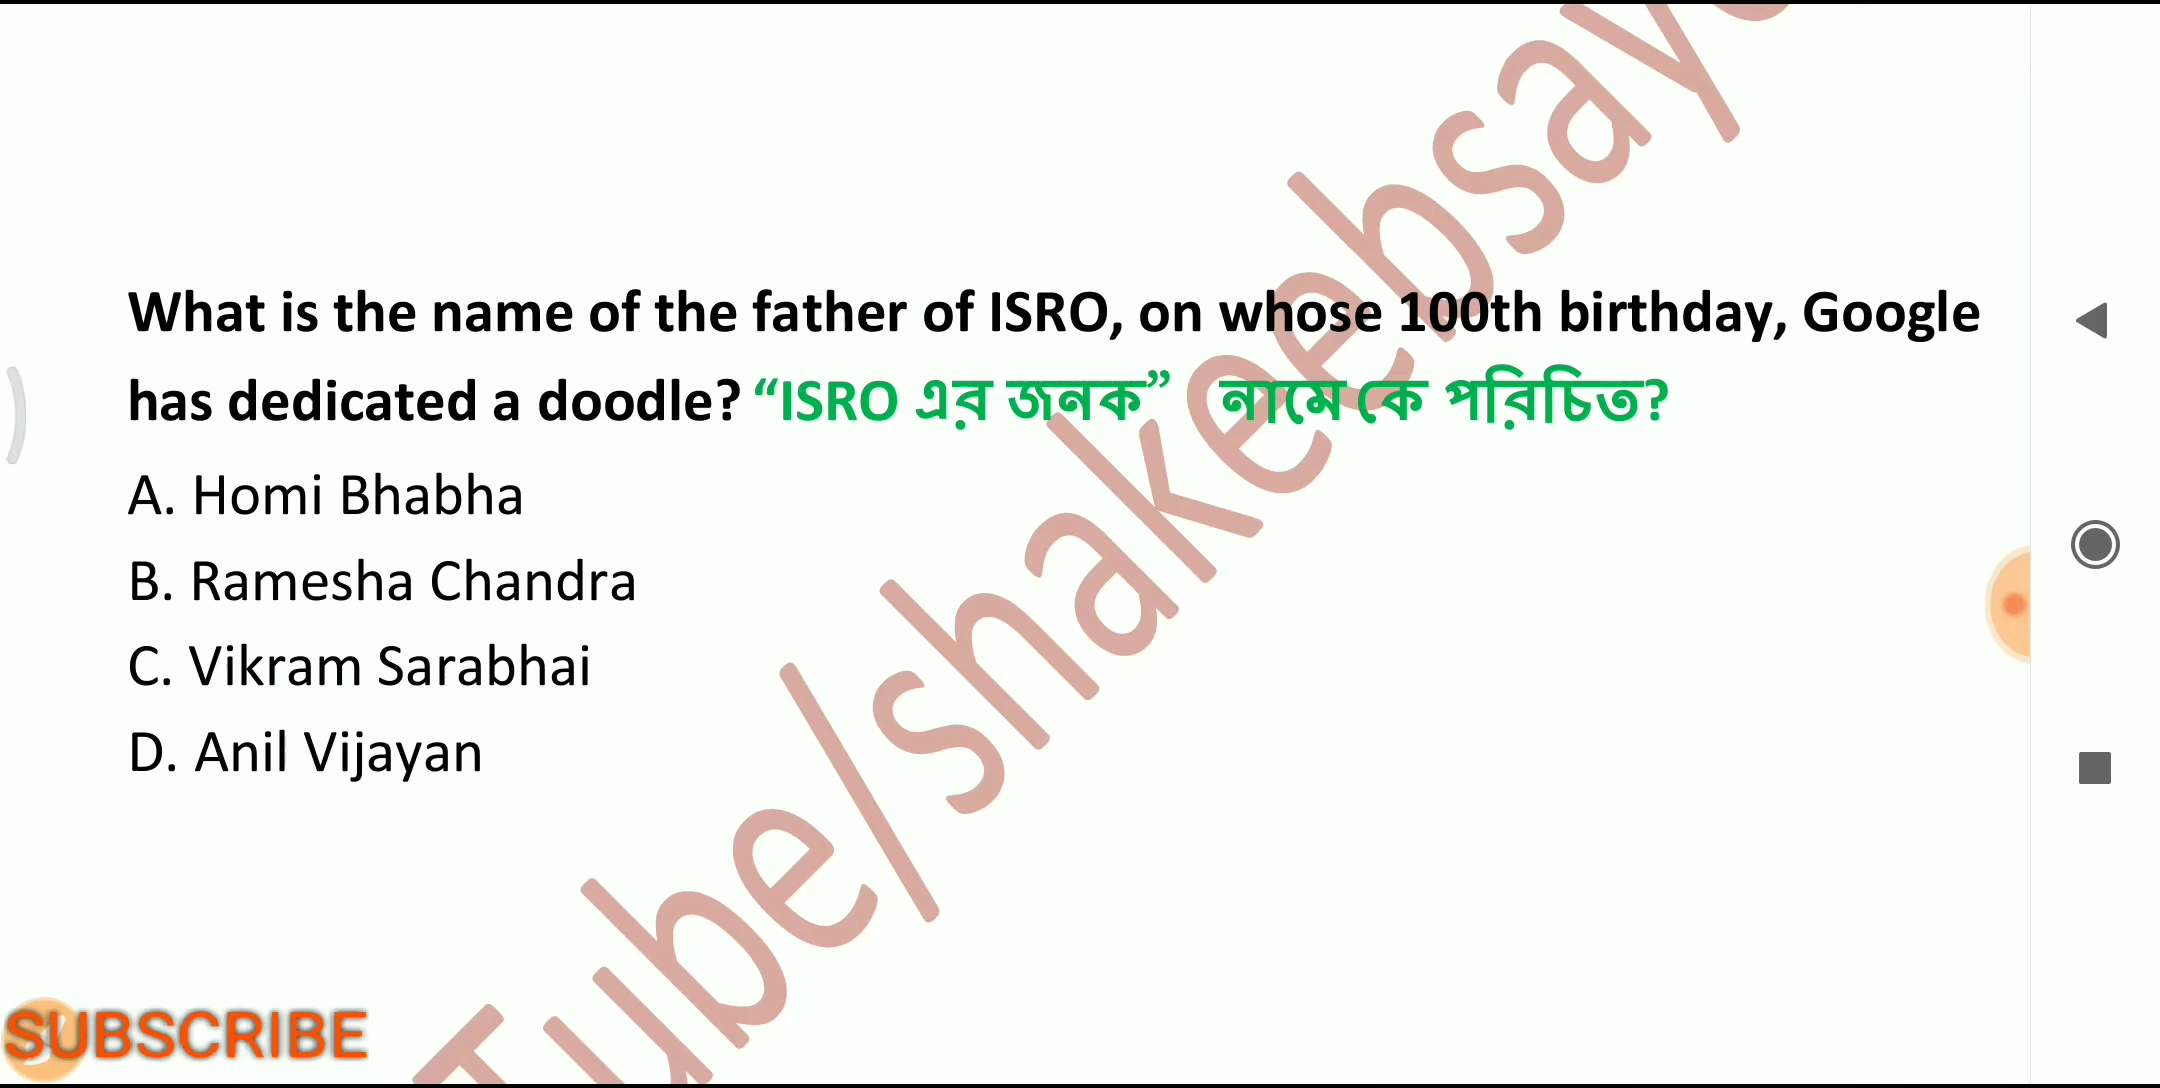 What is the name of the father of ISRO, on whose 100th birthday, Google
has dedicated a doodle? “ISRO এর জনক” নামে কে পরিচিত?
A. Homi Bhabha
B. Ramesha Chandra
C. Vikram Sarabhai
D. Anil Vijayan
Tube/shakeebsay
SUBSCRIBE